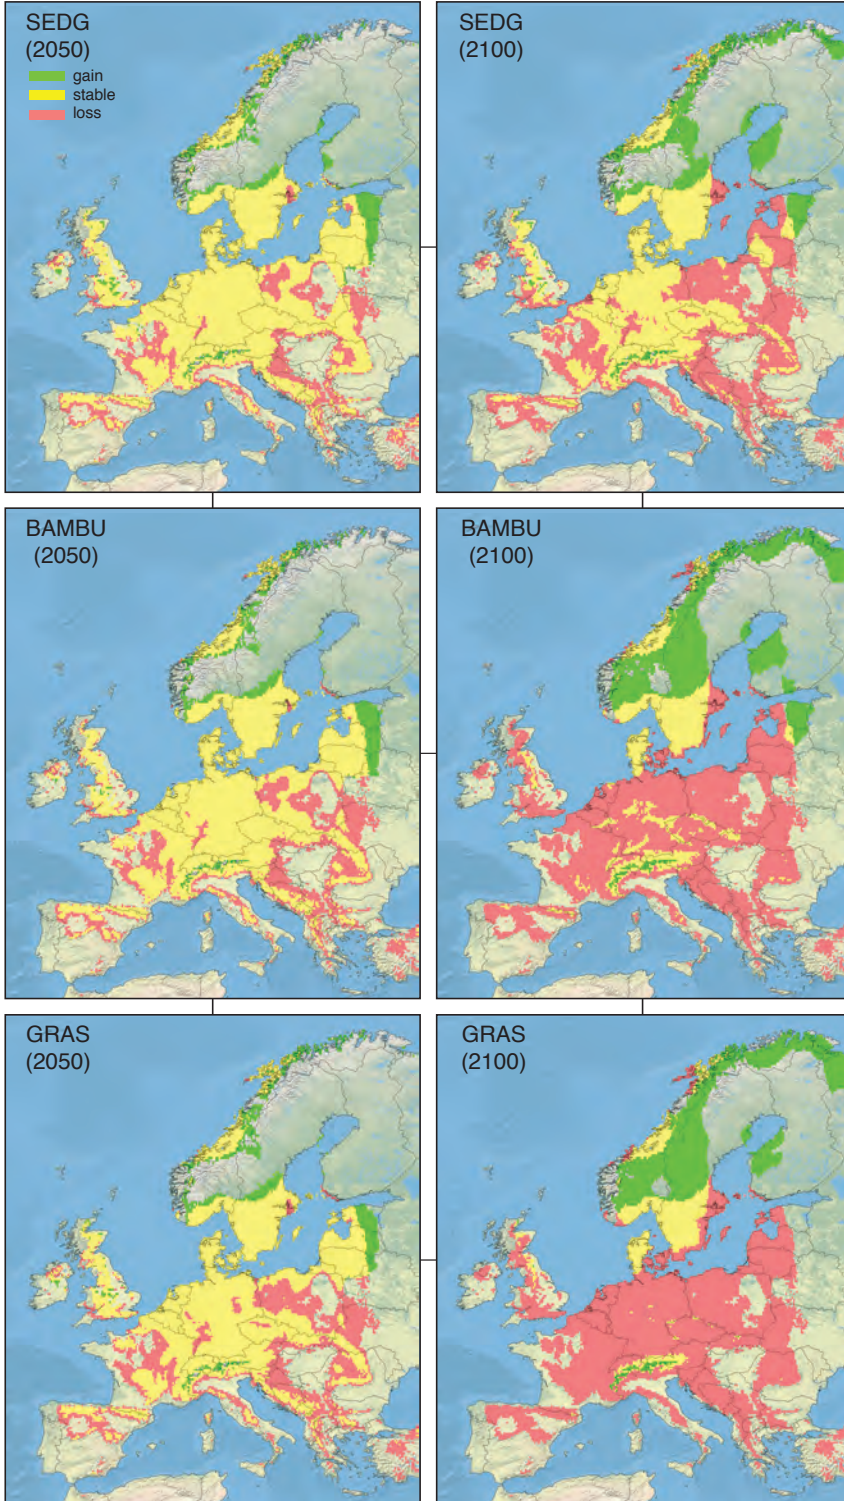 SEDG
(2050)
gain
stable
loss
SEDG
(2100)
BAMBU
(2050)
BAMBU
(2100)
GRAS
(2050)
GRAS
(2100)